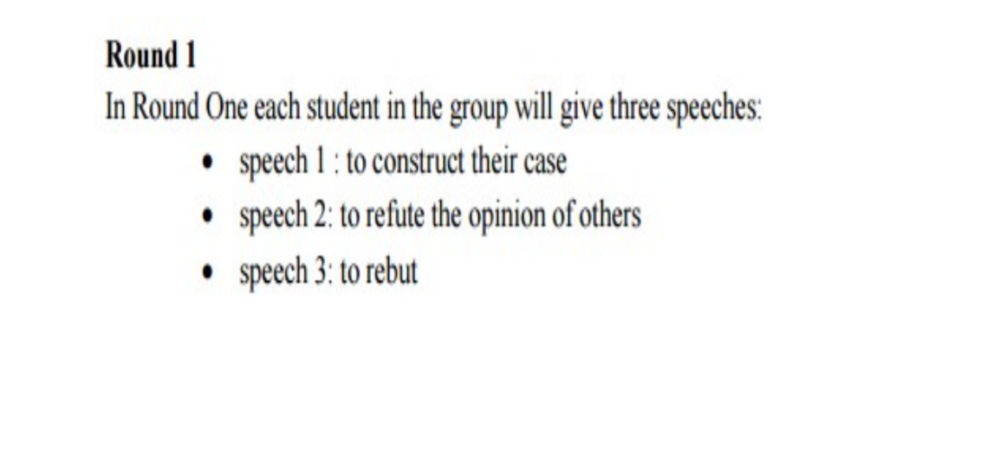 Round 1
In Round One each student in the group will give three speeches:
• speech 1 : to construct their case
• speech 2: to refute the opinion of others
• speech 3: to rebut